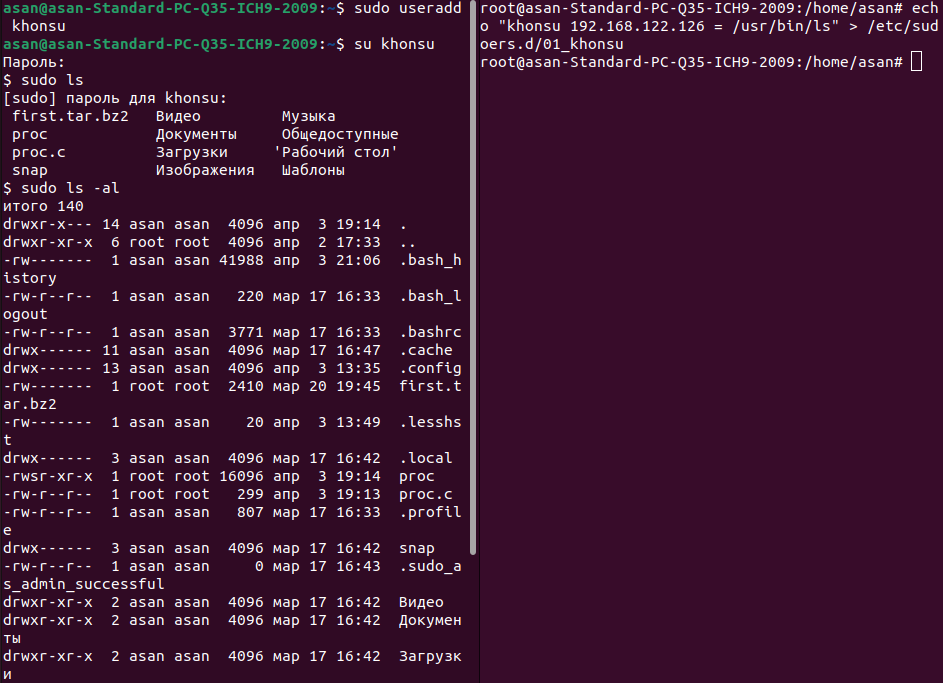 asan@asan-Standard-PC-Q35-ICH9-2009:~$ sudo useradd
 khonsu
asan@asan-Standard-PC-Q35-ICH9-2009:~$ su khonsu
Пароль:
$ sudo ls
[sudo] пароль для khonsu:
 first.tar.bz2   Видео         Музыка
 proc            Документы     Общедоступные
 proc.c          Загрузки     'Рабочий стол'
 snap            Изображения   Шаблоны
$ sudo ls -al
итого 140
drwxr-x--- 14 asan asan  4096 апр  3 19:14  .
drwxr-xr-x  6 root root  4096 апр  2 17:33  ..
-rw-------  1 asan asan 41988 апр  3 21:06  .bash_h
istory
-rw-r--r--  1 asan asan   220 мар 17 16:33  .bash_l
ogout
-rw-r--r--  1 asan asan  3771 мар 17 16:33  .bashrc
drwx------ 11 asan asan  4096 мар 17 16:47  .cache
drwx------ 13 asan asan  4096 апр  3 13:35  .config
-rw-------  1 root root  2410 мар 20 19:45  first.t
ar.bz2
-rw-------  1 asan asan    20 апр  3 13:49  .lesshs
t
drwx------  3 asan asan  4096 мар 17 16:42  .local
-rwsr-xr-x  1 root root 16096 апр  3 19:14  proc
-rw-r--r--  1 root root   299 апр  3 19:13  proc.c
-rw-r--r--  1 asan asan   807 мар 17 16:33  .profil
e
drwx------  3 asan asan  4096 мар 17 16:42  snap
-rw-r--r--  1 asan asan     0 мар 17 16:43  .sudo_a
s_admin_successful
drwxr-xr-x  2 asan asan  4096 мар 17 16:42  Видео
drwxr-xr-x  2 asan asan  4096 мар 17 16:42  Докумен
ты
drwxr-xr-x  2 asan asan  4096 мар 17 16:42  Загрузк
и
root@asan-Standard-PC-Q35-ICH9-2009:/home/asan# ech
o "khonsu 192.168.122.126 = /usr/bin/ls" > /etc/sud
oers.d/01_khonsu
root@asan-Standard-PC-Q35-ICH9-2009:/home/asan#